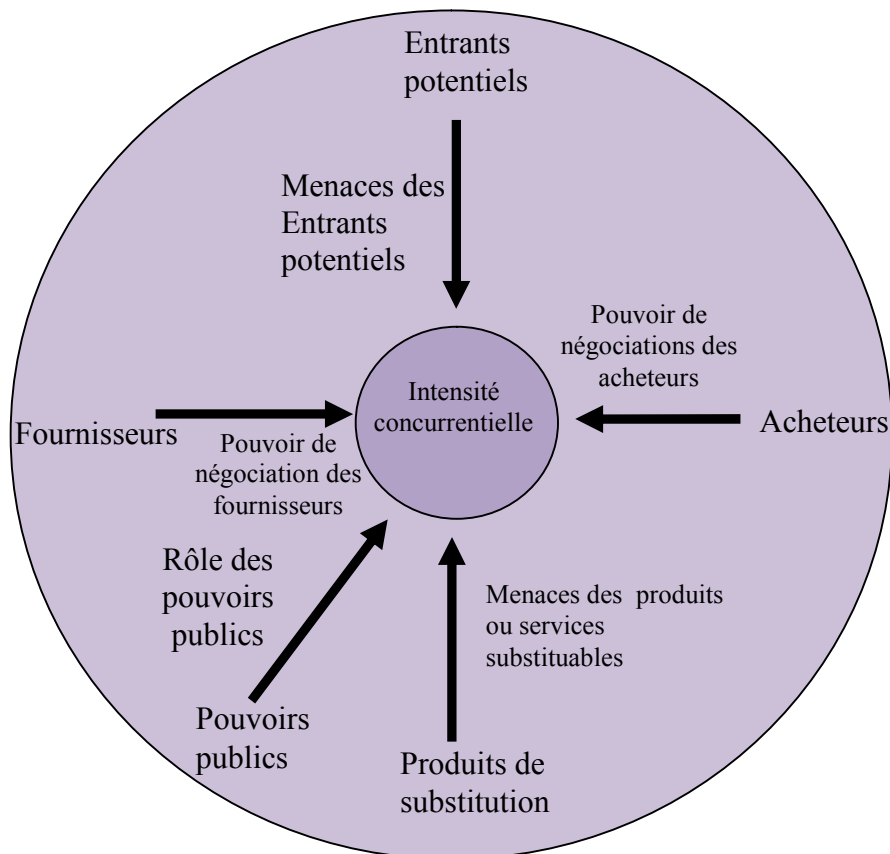 Entrants
potentiels
Menaces des
Entrants
potentiels
Pouvoir de
négociations des
acheteurs
Intensité
concurrentielle
Fournisseurs
Acheteurs
Pouvoir de
négociation des
fournisseurs
Rôle des
pouvoirs
publics
Menaces des produits
ou services
substituables
Pouvoirs
publics
Produits de
substitution